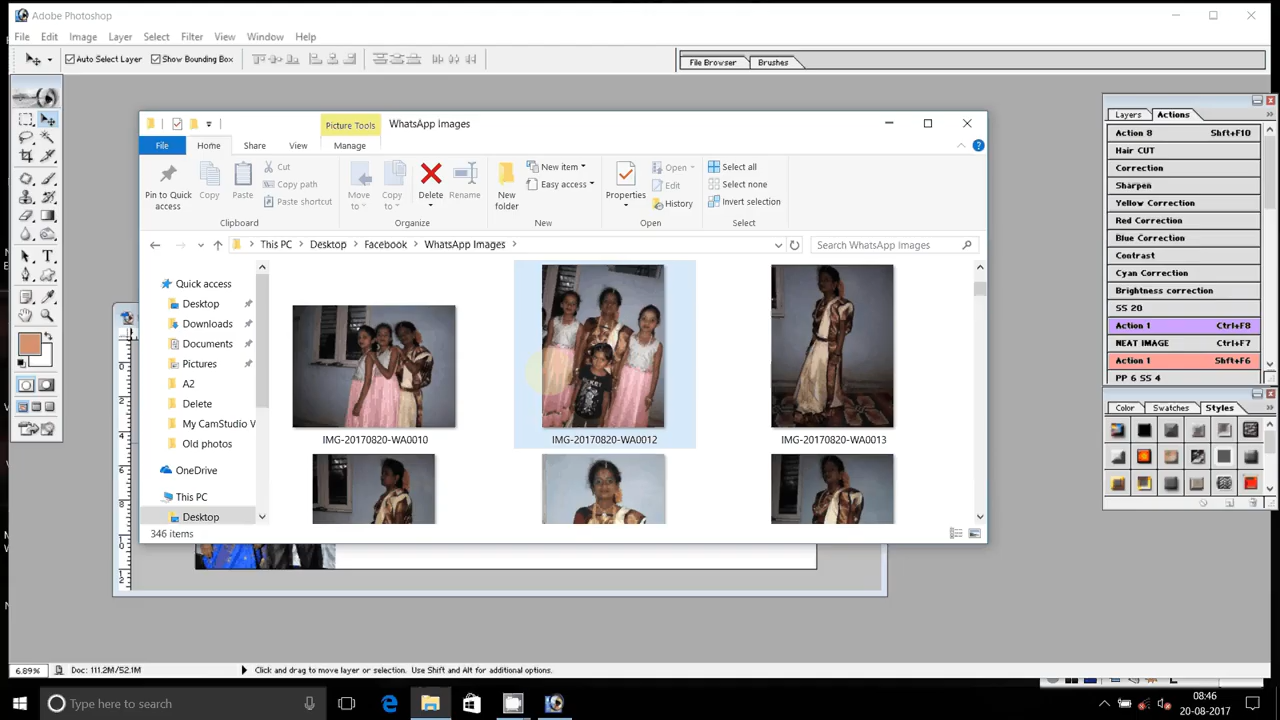 Adobe Photoshop
File Edit Image Layer Select Filter View Window Help
Auto Select Layer Show Bounding Box
File Browser Brushes
Picture Tools WhatsApp Images
File Home Share View Manage
Pin to Quick access
Copy
Paste
Cut
Copy path
Paste shortcut
Move to
Copy to
Delete
Rename
New folder
New item
Easy access
Properties
Open
Edit
History
Select all
Select none
Invert selection
Clipboard Organize New Open Select
This PC Desktop Facebook WhatsApp Images
Search WhatsApp Images
Quick access
Desktop
Downloads
Documents
Pictures
A2
Delete
My CamStudio V
Old photos
OneDrive
This PC
Desktop
IMG-20170820-WA0010 IMG-20170820-WA0012 IMG-20170820-WA0013
346 items
Layers Actions
Action 8 Shft+F10
Hair CUT
Correction
Sharpen
Yellow Correction
Red Correction
Blue Correction
Contrast
Cyan Correction
Brightness correction
SS 20
Action 1 Ctrl+F8
NEAT IMAGE Ctrl+F7
Action 1 Shft+F6
PP 6 SS 4
Color Swatches Styles
2
4
6
8
1
0
1
2
6.89% Doc: 111.2M/52.1M Click and drag to move layer or selection. Use Shift and Alt for additional options.
Type here to search
08:46
20-08-2017